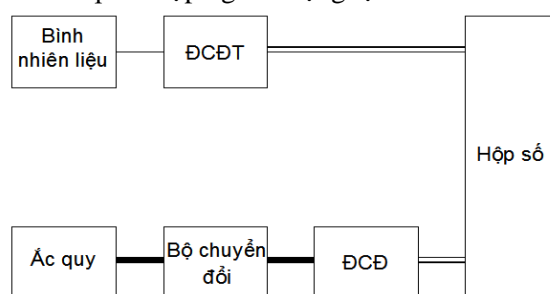 Bình
nhiên liệu
ĐCĐT
Hộp số
Ắc quy
Bộ chuyển
đổi
ĐCĐ